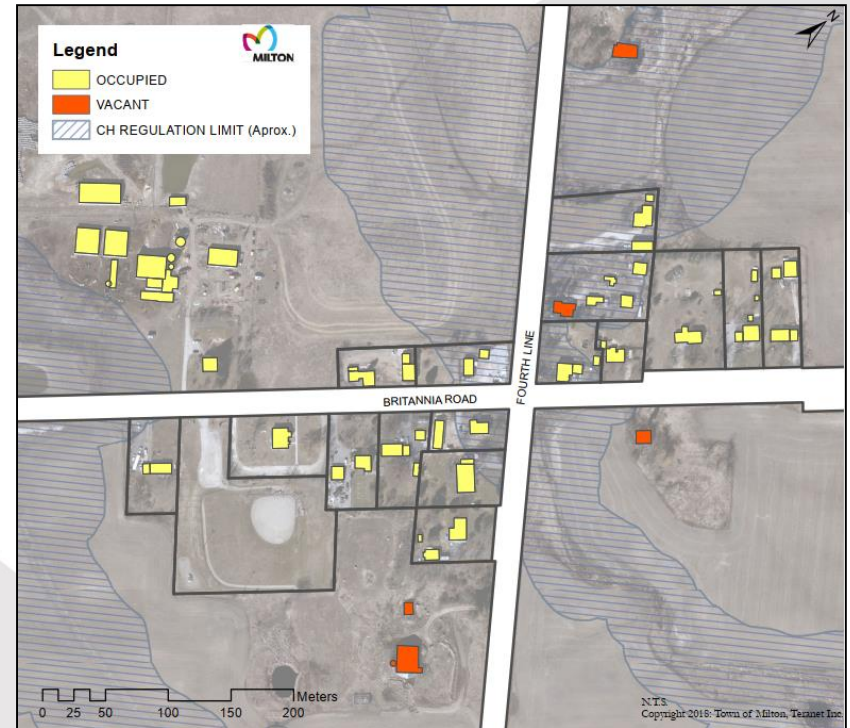 Legend
MILTON
OCCUPIED
VACANT
CH REGULATION LIMIT (Aprox.)
N
FOURTH LINE
BRITANNIA ROAD
Meters
0 25 50 100 150 200
N.T.S.
Copyright 2018: Town of Milton, Teranet Inc.